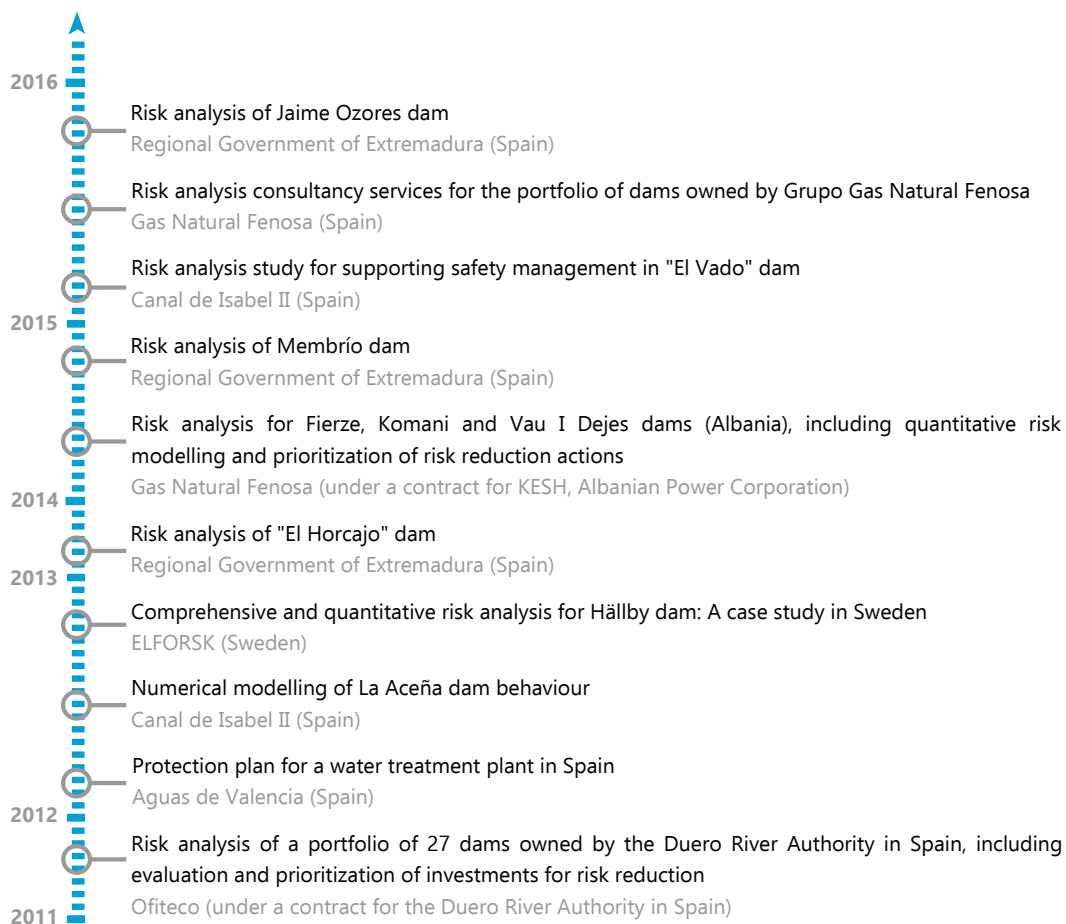 2016
Risk analysis of Jaime Ozores dam
Regional Government of Extremadura (Spain)
Risk analysis consultancy services for the portfolio of dams owned by Grupo Gas Natural Fenosa
Gas Natural Fenosa (Spain)
Risk analysis study for supporting safety management in "El Vado" dam
Canal de Isabel II (Spain)
2015
Risk analysis of Membrío dam
Regional Government of Extremadura (Spain)
Risk analysis for Fierze, Komani and Vau I Dejes dams (Albania), including quantitative risk
modelling and prioritization of risk reduction actions
Gas Natural Fenosa (under a contract for KESH, Albanian Power Corporation)
2014
Risk analysis of "El Horcajo" dam
Regional Government of Extremadura (Spain)
2013
Comprehensive and quantitative risk analysis for Hällby dam: A case study in Sweden
ELFORSK (Sweden)
Numerical modelling of La Aceña dam behaviour
Canal de Isabel II (Spain)
Protection plan for a water treatment plant in Spain
Aguas de Valencia (Spain)
2012
Risk analysis of a portfolio of 27 dams owned by the Duero River Authority in Spain, including
evaluation and prioritization of investments for risk reduction
Ofiteco (under a contract for the Duero River Authority in Spain)
2011